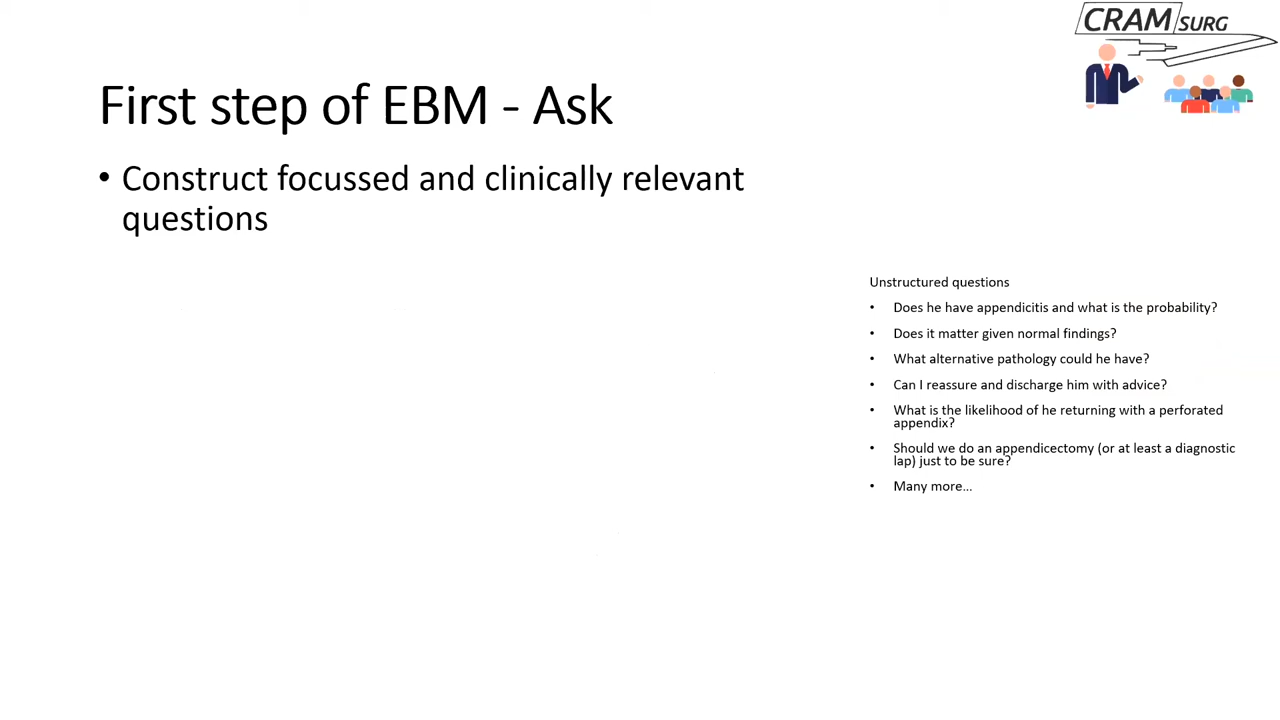 CRAM SURG
First step of EBM - Ask
• Construct focussed and clinically relevant
questions
Unstructured questions
• Does he have appendicitis and what is the probability?
• Does it matter given normal findings?
• What alternative pathology could he have?
• Can I reassure and discharge him with advice?
• What is the likelihood of he returning with a perforated
appendix?
• Should we do an appendicectomy (or at least a diagnostic
lap) just to be sure?
• Many more...